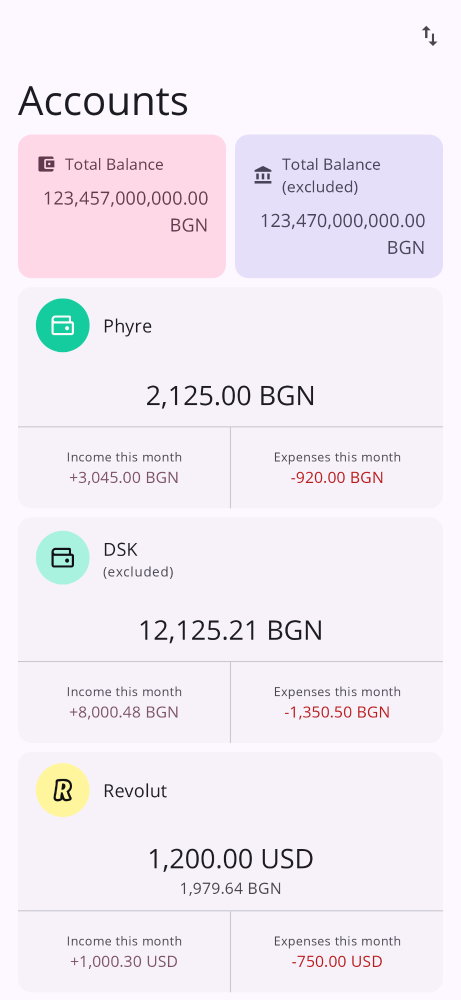 Accounts
Total Balance
123,457,000,000.00
BGN
Total Balance
(excluded)
123,470,000,000.00
BGN
Phyre
2,125.00 BGN
Income this month
+3,045.00 BGN
Expenses this month
-920.00 BGN
DSK
(excluded)
12,125.21 BGN
Income this month
+8,000.48 BGN
Expenses this month
-1,350.50 BGN
R
Revolut
1,200.00 USD
1,979.64 BGN
Income this month
+1,000.30 USD
Expenses this month
-750.00 USD